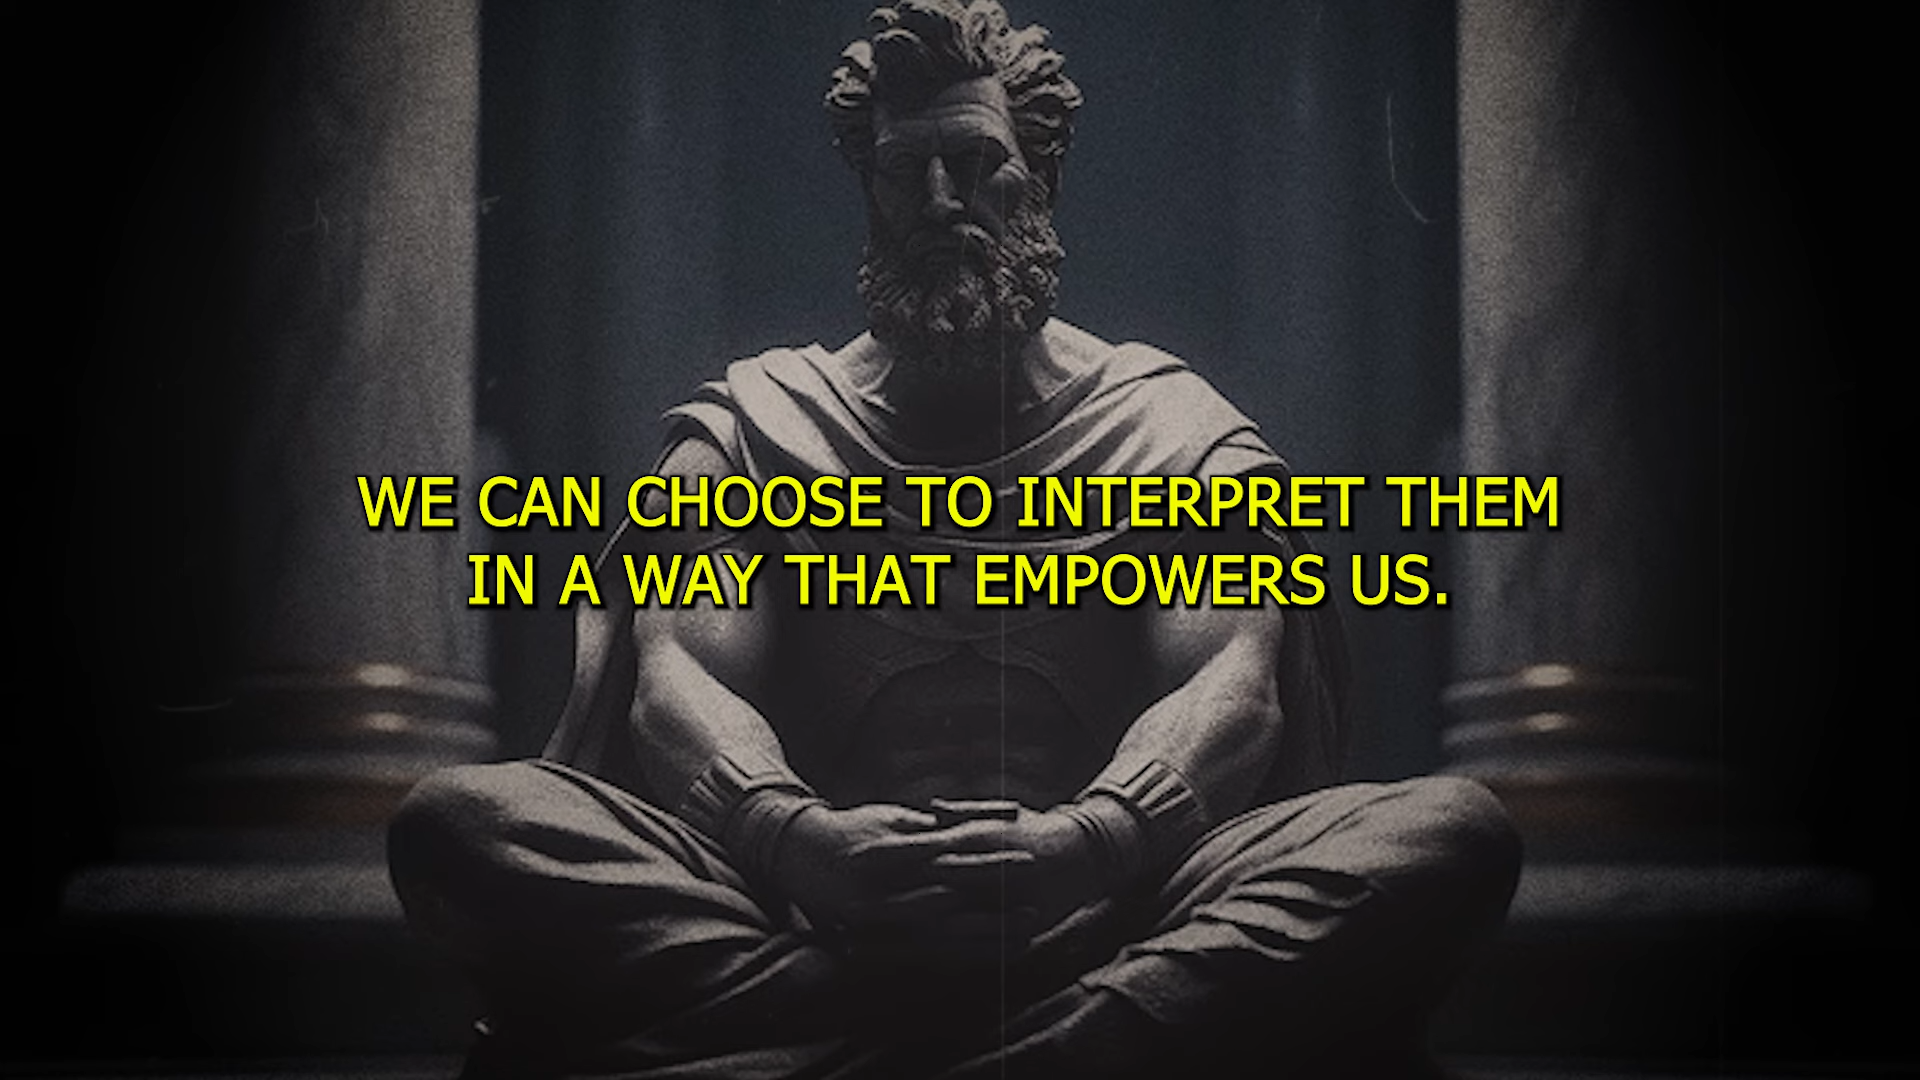 WE CAN CHOOSE TO INTERPRET THEM
IN A WAY THAT EMPOWERS US.